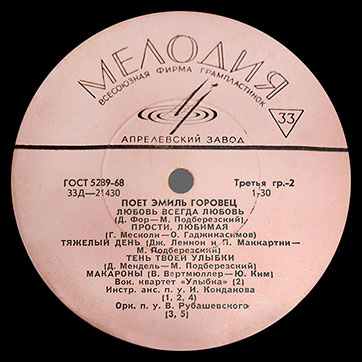 МЕЛОДИЯ
ВСЕСОЮЗНАЯ ФИРМА ГРАМПЛАСТИНОК
33
АПРЕЛЕВСКИЙ ЗАВОД
ГОСТ 5289-68
Третья гр.-2
33Д—21430
1-30
ПОЕТ ЭМИЛЬ ГОРОВЕЦ
ЛЮБОВЬ ВСЕГДА ЛЮБОВЬ
(Д. Фор—М. Подберезский)
ПРОСТИ, ЛЮБИМАЯ
(Г. Месколи—О. Гаджикасимов)
ТЯЖЕЛЫЙ ДЕНЬ (Дж. Леннон и П. Маккартни—
М. Подберезский)
ТЕНЬ ТВОЕЙ УЛЫБКИ
(Д. Мендель—М. Подберезский)
МАКАРОНЫ (В. Вертмюллер—Ю. Ким)
Вок. квартет «Улыбка» (2)
Инстр. анс. п/у И. Кондакова
(1, 2, 4)
Орк. п/у В. Рубашевского
(3, 5)